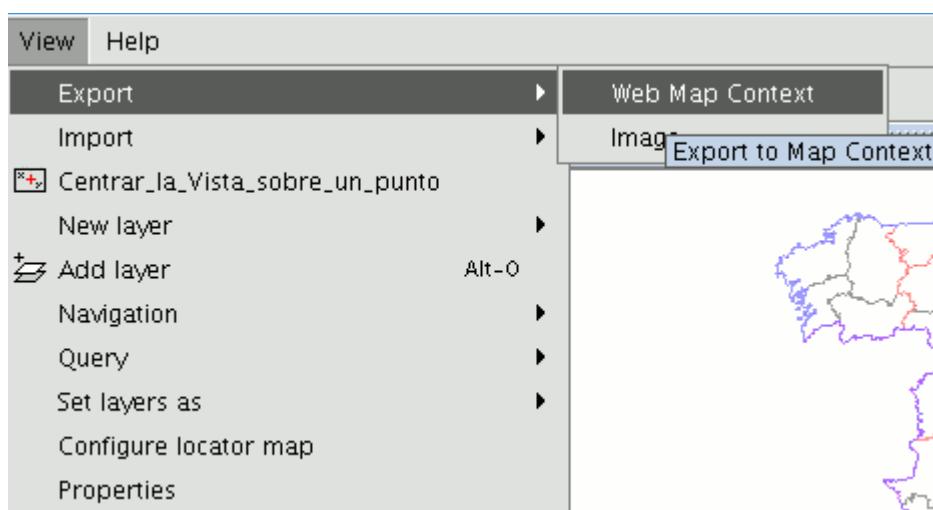 View Help
Export
Web Map Context
Import
Export to Map Context
Centrar_la_Vista_sobre_un_punto
New layer
Add layer Alt-O
Navigation
Query
Set layers as
Configure locator map
Properties